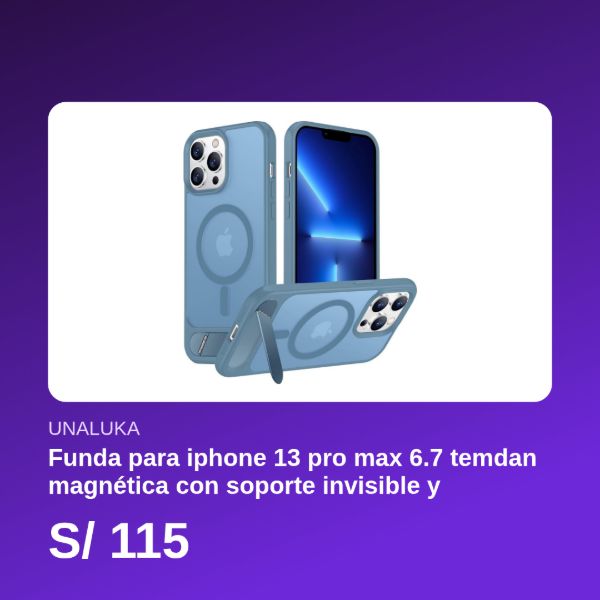 UNALUKA
Funda para iphone 13 pro max 6.7 temdan
magnética con soporte invisible y
S/ 115